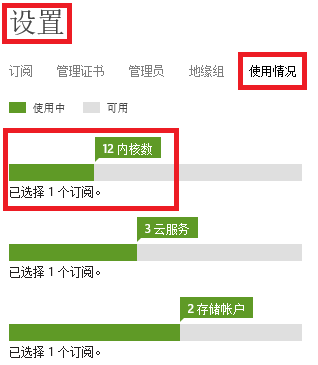 设置
订阅 管理证书 管理员 地缘组 使用情况
使用中 可用
12 内核数
已选择 1 个订阅。
3 云服务
已选择 1 个订阅。
2 存储帐户
已选择 1 个订阅。